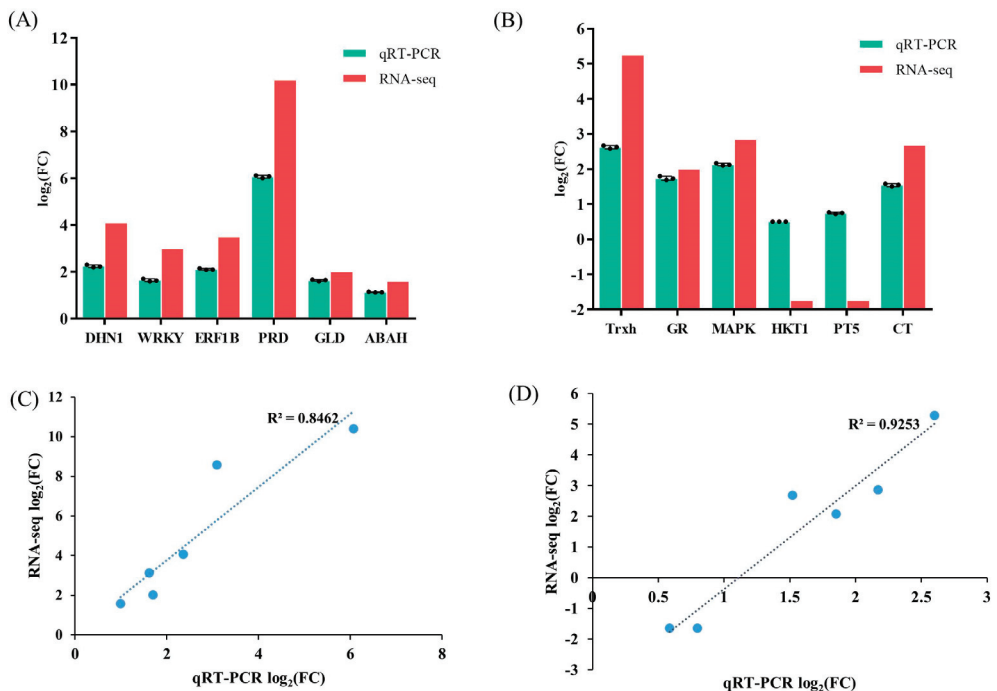 (A)
12
10
8
6
4
2
0
log₂(FC)
qRT-PCR
RNA-seq
DHN1 WRKY ERF1B PRD GLD ABAH
(B)
6
5
4
3
2
1
0
-1
-2
log₂(FC)
qRT-PCR
RNA-seq
Trxh GR MAPK HKT1 PT5 CT
(C)
12
10
8
6
4
2
0
RNA-seq log₂(FC)
R² = 0.8462
0 2 4 6 8
qRT-PCR log₂(FC)
(D)
6
5
4
3
2
1
0
-1
-2
-3
RNA-seq log₂(FC)
R² = 0.9253
0 0.5 1 1.5 2 2.5 3
qRT-PCR log₂(FC)